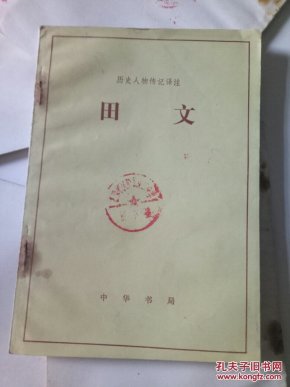 历史人物传记译注
田文
中华书局
孔夫子旧书网